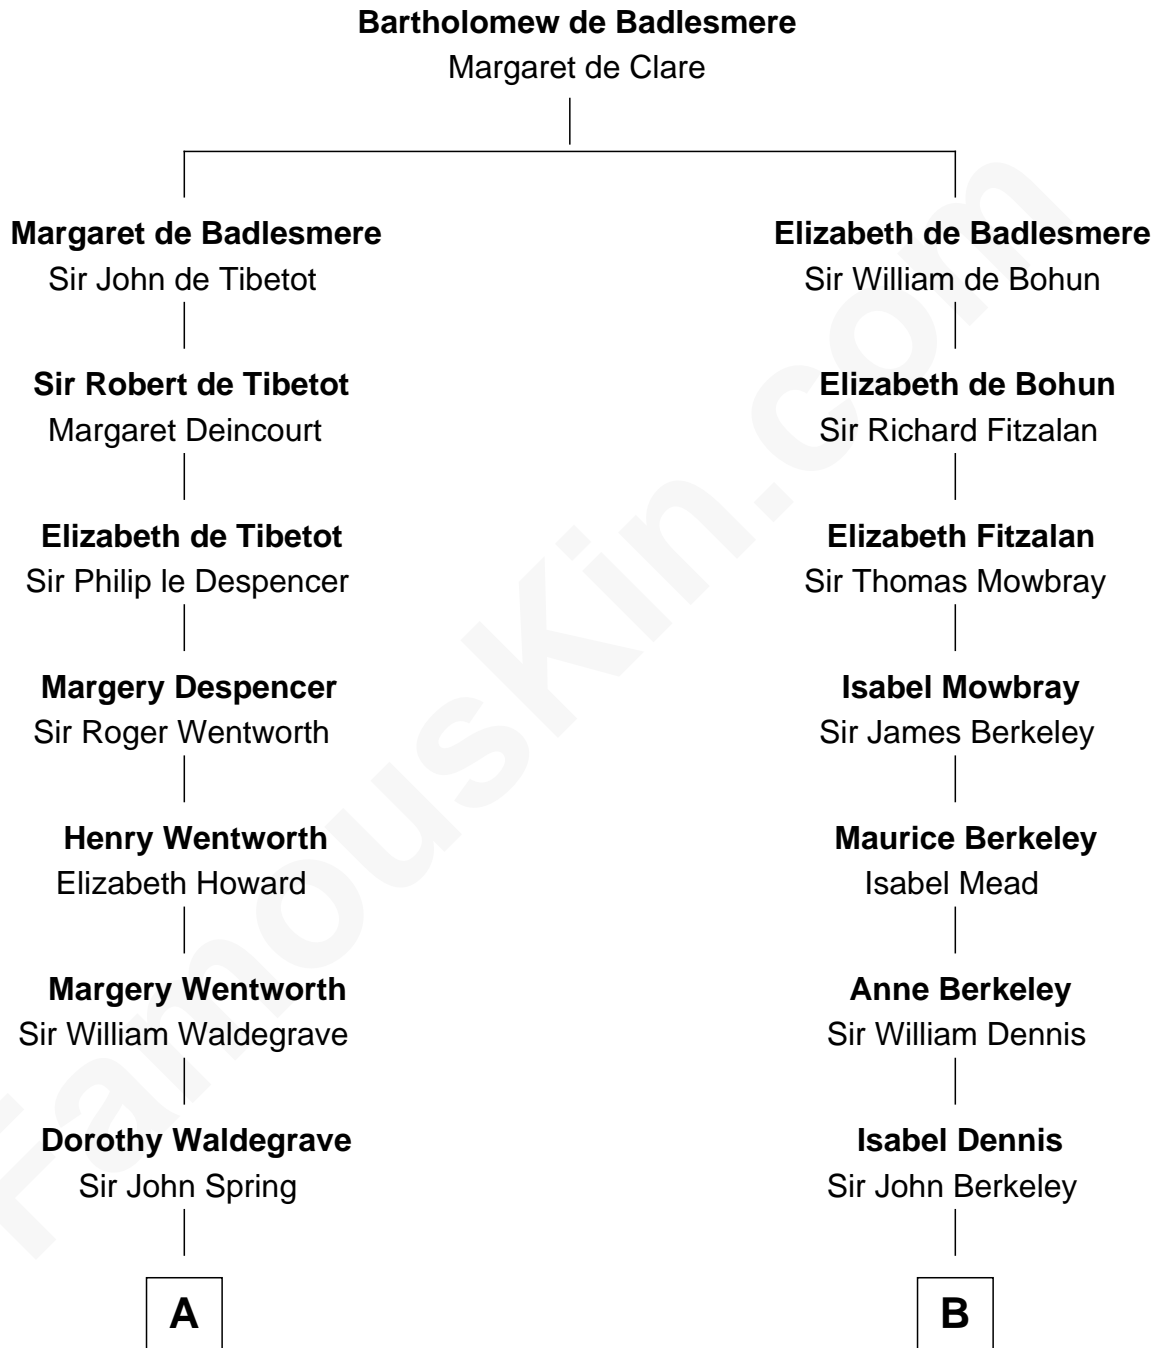 Bartholomew de Badlesmere
Margaret de Clare
Margaret de Badlesmere
Sir John de Tibetot
Sir Robert de Tibetot
Margaret Deincourt
Elizabeth de Tibetot
Sir Philip le Despencer
Margery Despencer
Sir Roger Wentworth
Henry Wentworth
Elizabeth Howard
Margery Wentworth
Sir William Waldegrave
Dorothy Waldegrave
Sir John Spring
A
Elizabeth de Badlesmere
Sir William de Bohun
Elizabeth de Bohun
Sir Richard Fitzalan
Elizabeth Fitzalan
Sir Thomas Mowbray
Isabel Mowbray
Sir James Berkeley
Maurice Berkeley
Isabel Mead
Anne Berkeley
Sir William Dennis
Isabel Dennis
Sir John Berkeley
B
FamousKin.com